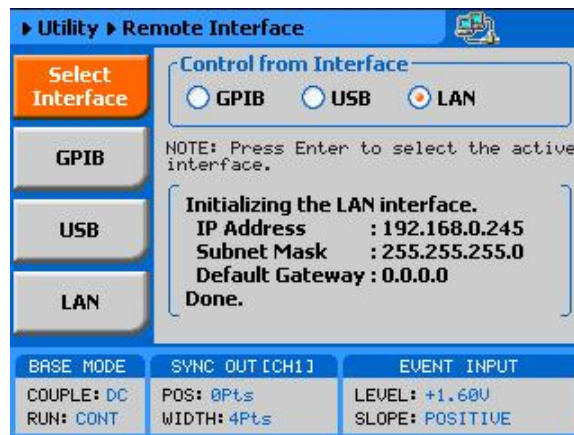 Utility ▶ Remote Interface
Select
Interface
Control from Interface
GPIB USB LAN
GPIB
NOTE: Press Enter to select the active
interface.
USB
Initializing the LAN interface.
IP Address : 192.168.0.245
Subnet Mask : 255.255.255.0
Default Gateway : 0.0.0.0
Done.
LAN
BASE MODE SYNC OUT [CH1] EVENT INPUT
COUPLE: DC POS: 0Pts LEVEL: +1.60V
RUN: CONT WIDTH: 4Pts SLOPE: POSITIVE